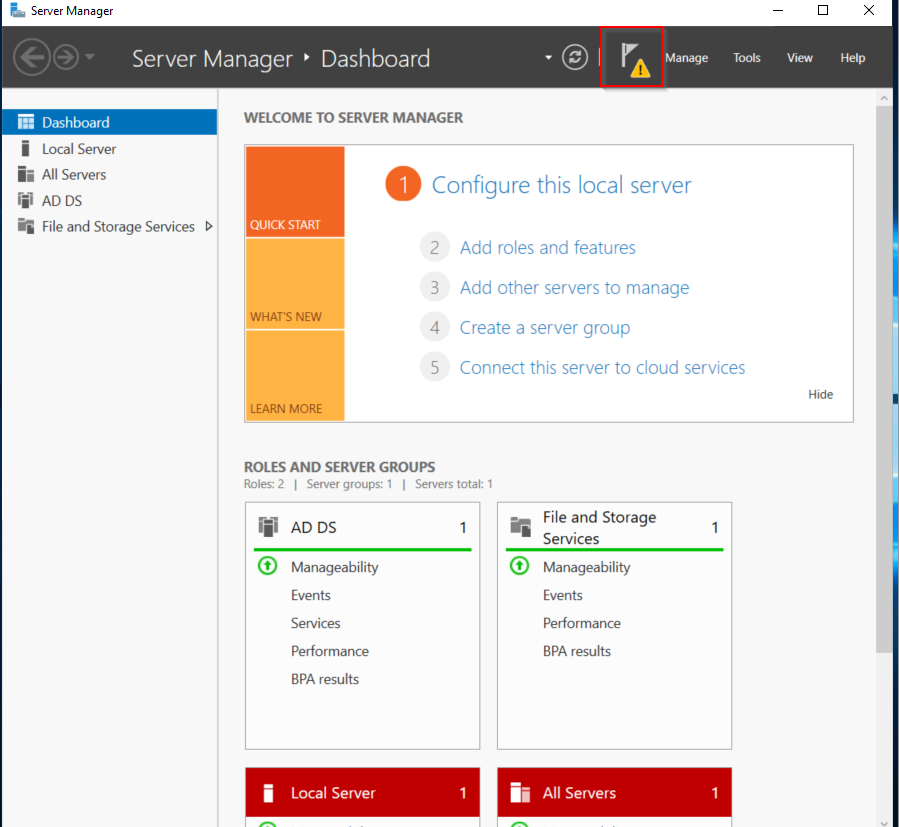 Server Manager
Server Manager ‣ Dashboard
Manage Tools View Help
Dashboard
Local Server
All Servers
AD DS
File and Storage Services
WELCOME TO SERVER MANAGER
QUICK START
WHAT'S NEW
LEARN MORE
1 Configure this local server
2 Add roles and features
3 Add other servers to manage
4 Create a server group
5 Connect this server to cloud services
Hide
ROLES AND SERVER GROUPS
Roles: 2 | Server groups: 1 | Servers total: 1
AD DS 1
Manageability
Events
Services
Performance
BPA results
File and Storage
Services 1
Manageability
Events
Performance
BPA results
Local Server 1
All Servers 1